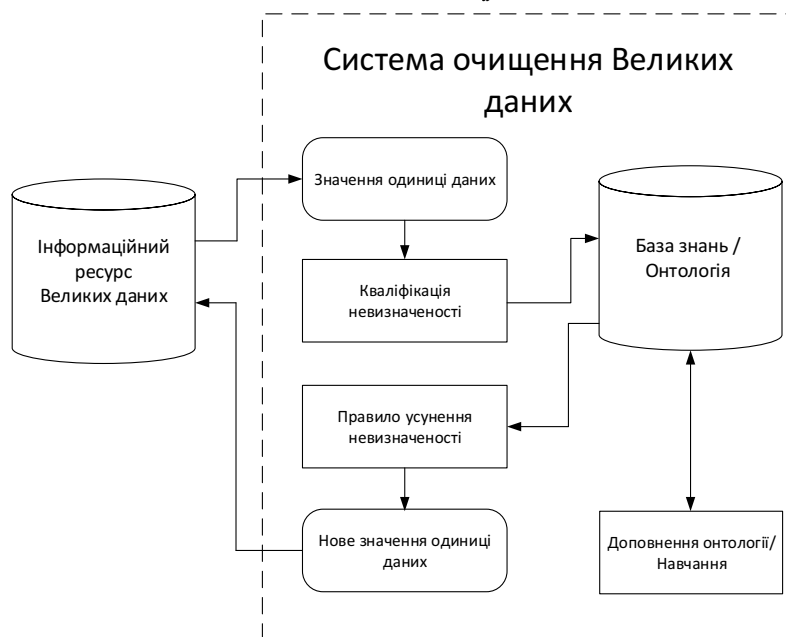 Система очищення Великих
даних
Значення одиниці даних
Інформаційний
ресурс
Великих даних
База знань /
Онтологія
Кваліфікація
невизначеності
Правило усунення
невизначеності
Нове значення одиниці
даних
Доповнення онтології/
Навчання